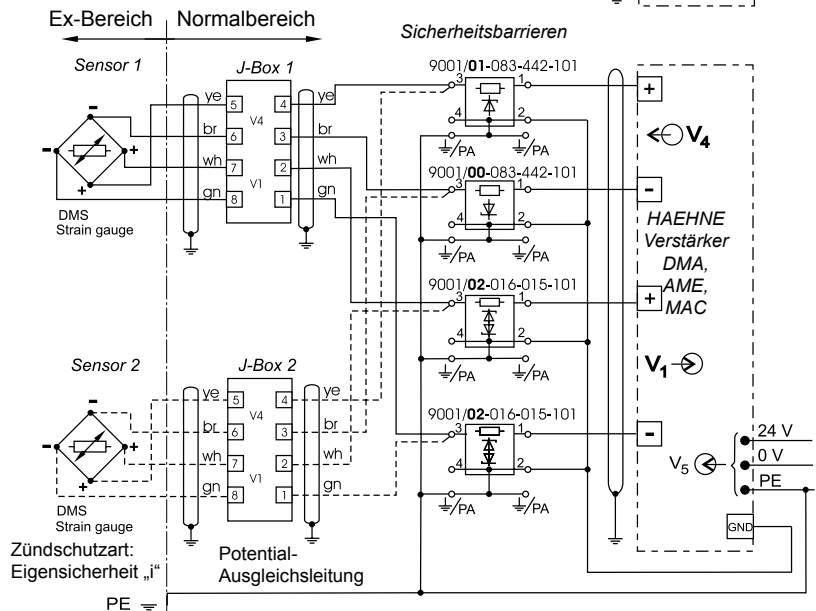 Ex-Bereich Normalbereich
Sicherheitsbarrieren
Sensor 1
J-Box 1
9001/01-083-442-101
ye 5 4 ye
3 1
+
- V4
br 6 3 br
4 2
V4
- +
wh 7 2 wh
/PA /PA
9001/00-083-442-101
+ V1
gn 8 1 gn
3 1
-
DMS
Strain gauge
4 2
HAEHNE
Verstärker
DMA,
AME,
MAC
/PA /PA
9001/02-016-015-101
3 1
+
4 2
Sensor 2
J-Box 2
/PA /PA
V1
ye 5 4 ye
- V4
br 6 3 br
9001/02-016-015-101
3 1
-
- +
wh 7 2 wh
4 2
24 V
V5
0 V
+ V1
gn 8 1 gn
PE
DMS
Strain gauge
/PA /PA
GND
Zündschutzart:
Eigensicherheit „i“
Potential-
Ausgleichsleitung
PE